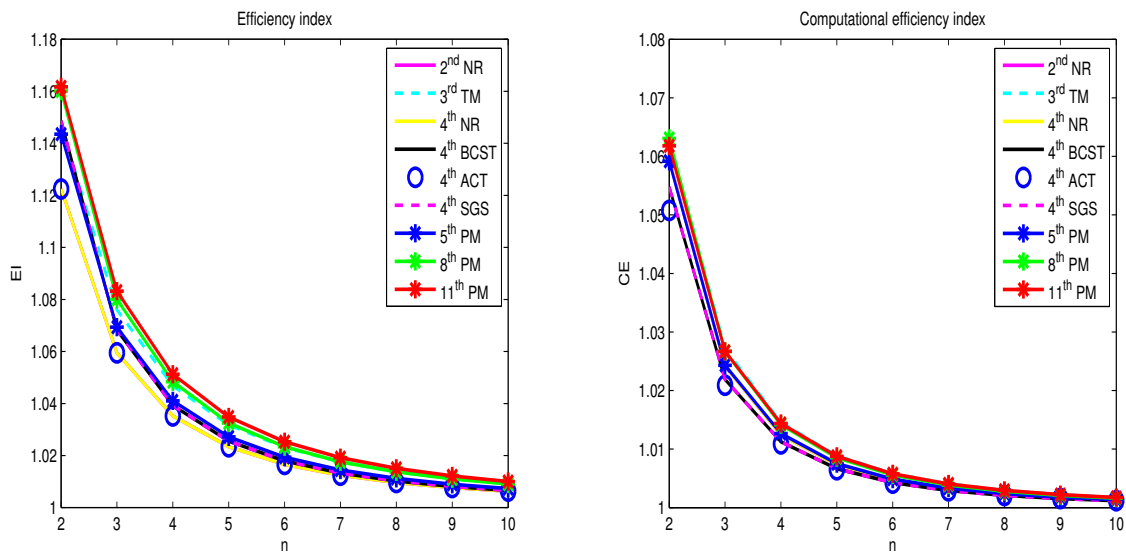 Efficiency index
1.18
1.16
1.14
1.12
1.1
1.08
1.06
1.04
1.02
1
EI
2 3 4 5 6 7 8 9 10
n
2nd NR
3rd TM
4th NR
4th BCST
4th ACT
4th SGS
5th PM
8th PM
11th PM
Computational efficiency index
1.08
1.07
1.06
1.05
1.04
1.03
1.02
1.01
1
CE
2 3 4 5 6 7 8 9 10
n
2nd NR
3rd TM
4th NR
4th BCST
4th ACT
4th SGS
5th PM
8th PM
11th PM